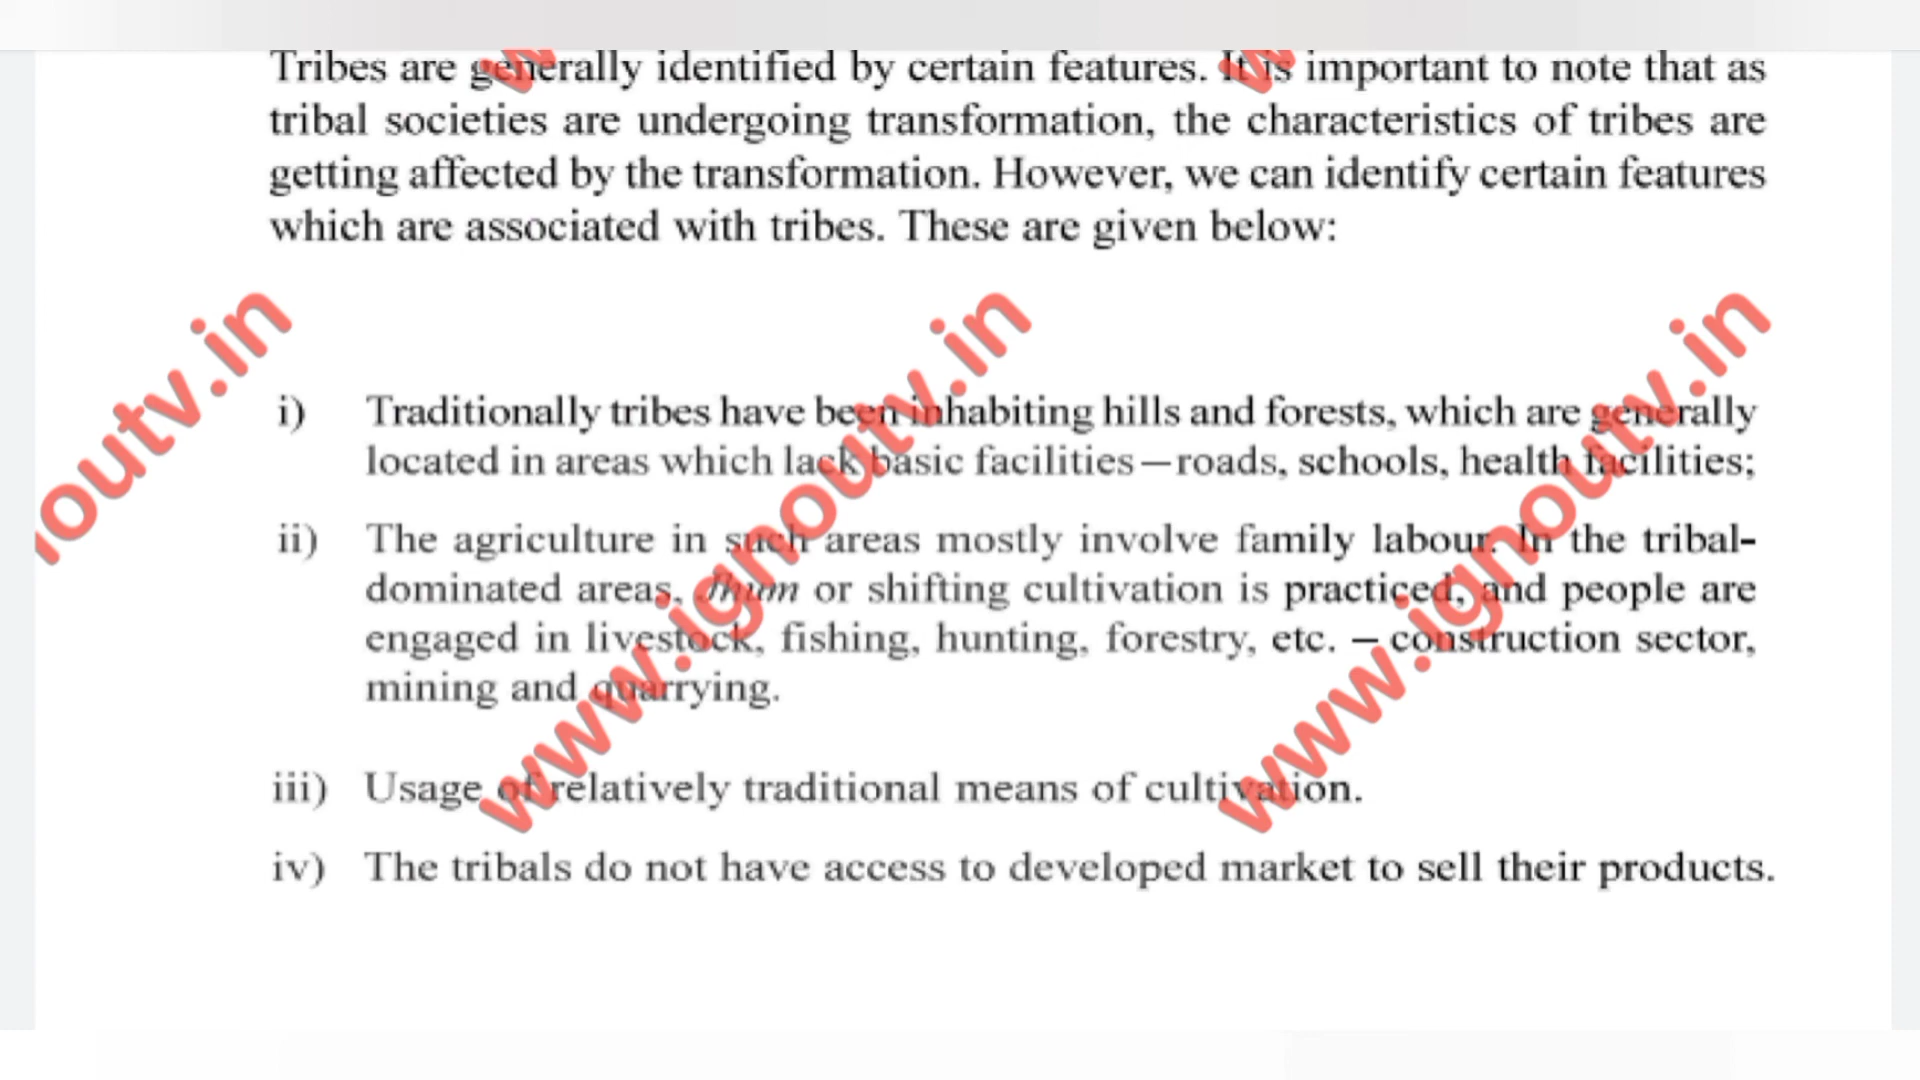 Tribes are generally identified by certain features. It is important to note that as
tribal societies are undergoing transformation, the characteristics of tribes are
getting affected by the transformation. However, we can identify certain features
which are associated with tribes. These are given below:
i) Traditionally tribes have been inhabiting hills and forests, which are generally
located in areas which lack basic facilities—roads, schools, health facilities;
ii) The agriculture in such areas mostly involve family labour. In the tribal-
dominated areas, Jhum or shifting cultivation is practiced, and people are
engaged in livestock, fishing, hunting, forestry, etc. – construction sector,
mining and quarrying.
iii) Usage of relatively traditional means of cultivation.
iv) The tribals do not have access to developed market to sell their products.
noutv.in
www.ignoutv.in
www.ignoutv.in
w
w